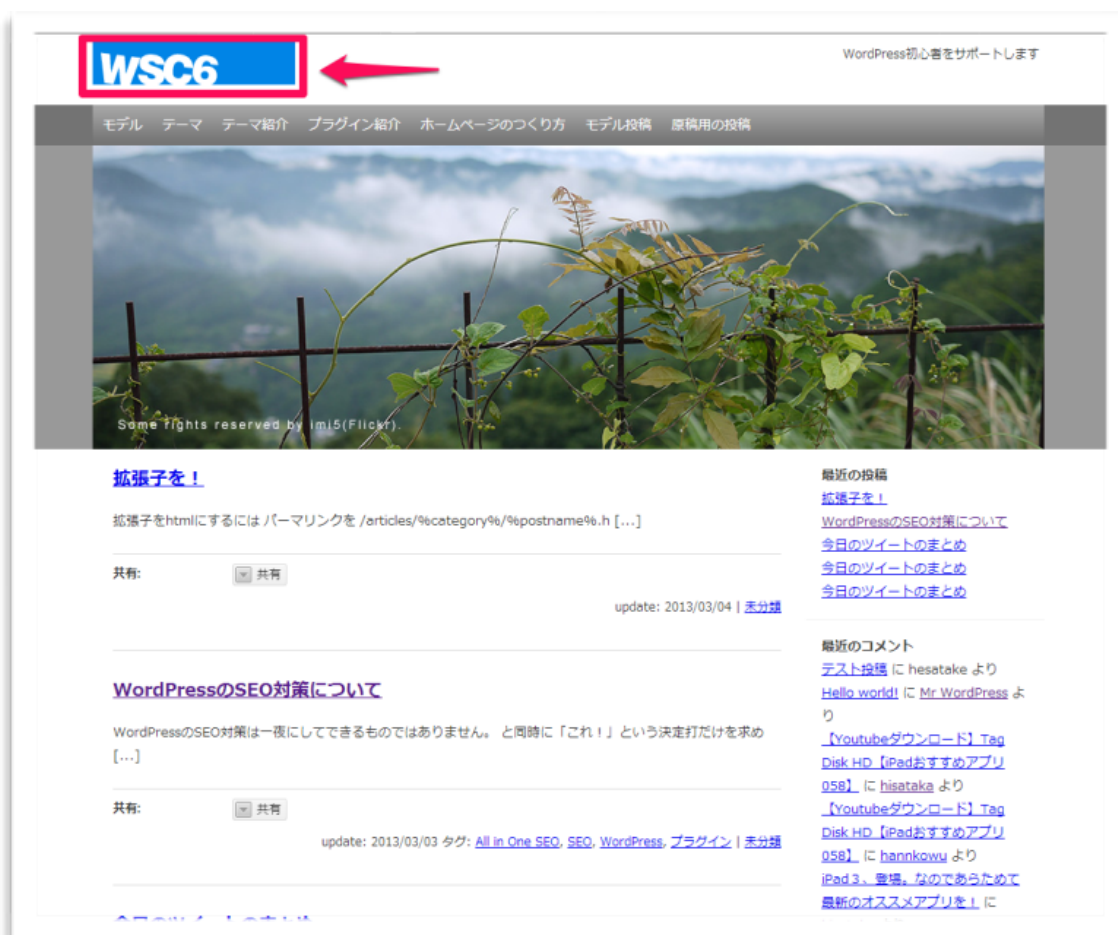 WSC6
WordPress初心者をサポートします
モデル テーマ テーマ紹介 プラグイン紹介 ホームページのつくり方 モデル投稿 原稿用の投稿
Some rights reserved by imi5(Flickr).
拡張子を！
拡張子をhtmlにするには パーマリンクを /articles/%category%/%postname%.h [...]
共有: 共有
update: 2013/03/04 | 未分類
WordPressのSEO対策について
WordPressのSEO対策は一夜にしてできるものではありません。 と同時に「これ！」という決定打だけを求め
[...]
共有: 共有
update: 2013/03/03 タグ: All in One SEO, SEO, WordPress, プラグイン | 未分類
今日のツイートのまとめ
最近の投稿
拡張子を！
WordPressのSEO対策について
今日のツイートのまとめ
今日のツイートのまとめ
今日のツイートのまとめ
最近のコメント
テスト投稿 に hesatake より
Hello world! に Mr WordPress よ
り
【Youtubeダウンロード】Tag
Disk HD【iPadおすすめアプリ
058】 に hisataka より
【Youtubeダウンロード】Tag
Disk HD【iPadおすすめアプリ
058】 に hannkowu より
iPad３、登場。なのであらためて
最新のオススメアプリを！ に